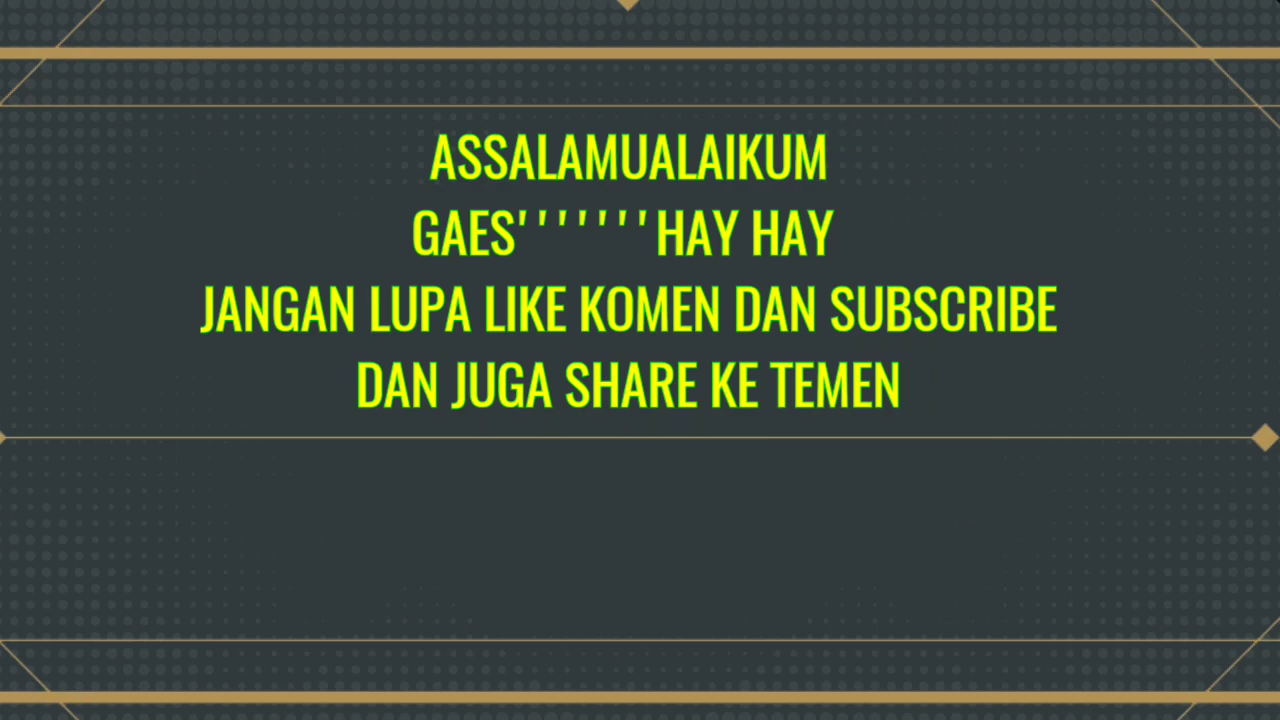 ASSALAMUALAIKUM
GAES'''''''HAY HAY
JANGAN LUPA LIKE KOMEN DAN SUBSCRIBE
DAN JUGA SHARE KE TEMEN